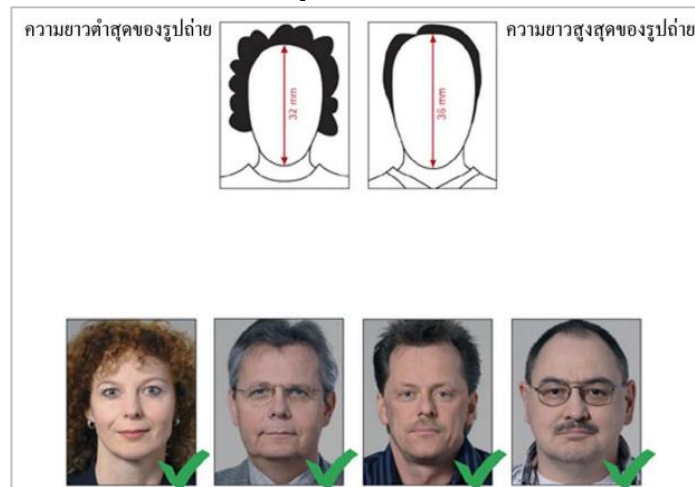 ความยาวต่ำสุดของรูปถ่าย
ความยาวสูงสุดของรูปถ่าย
32 mm
36 mm